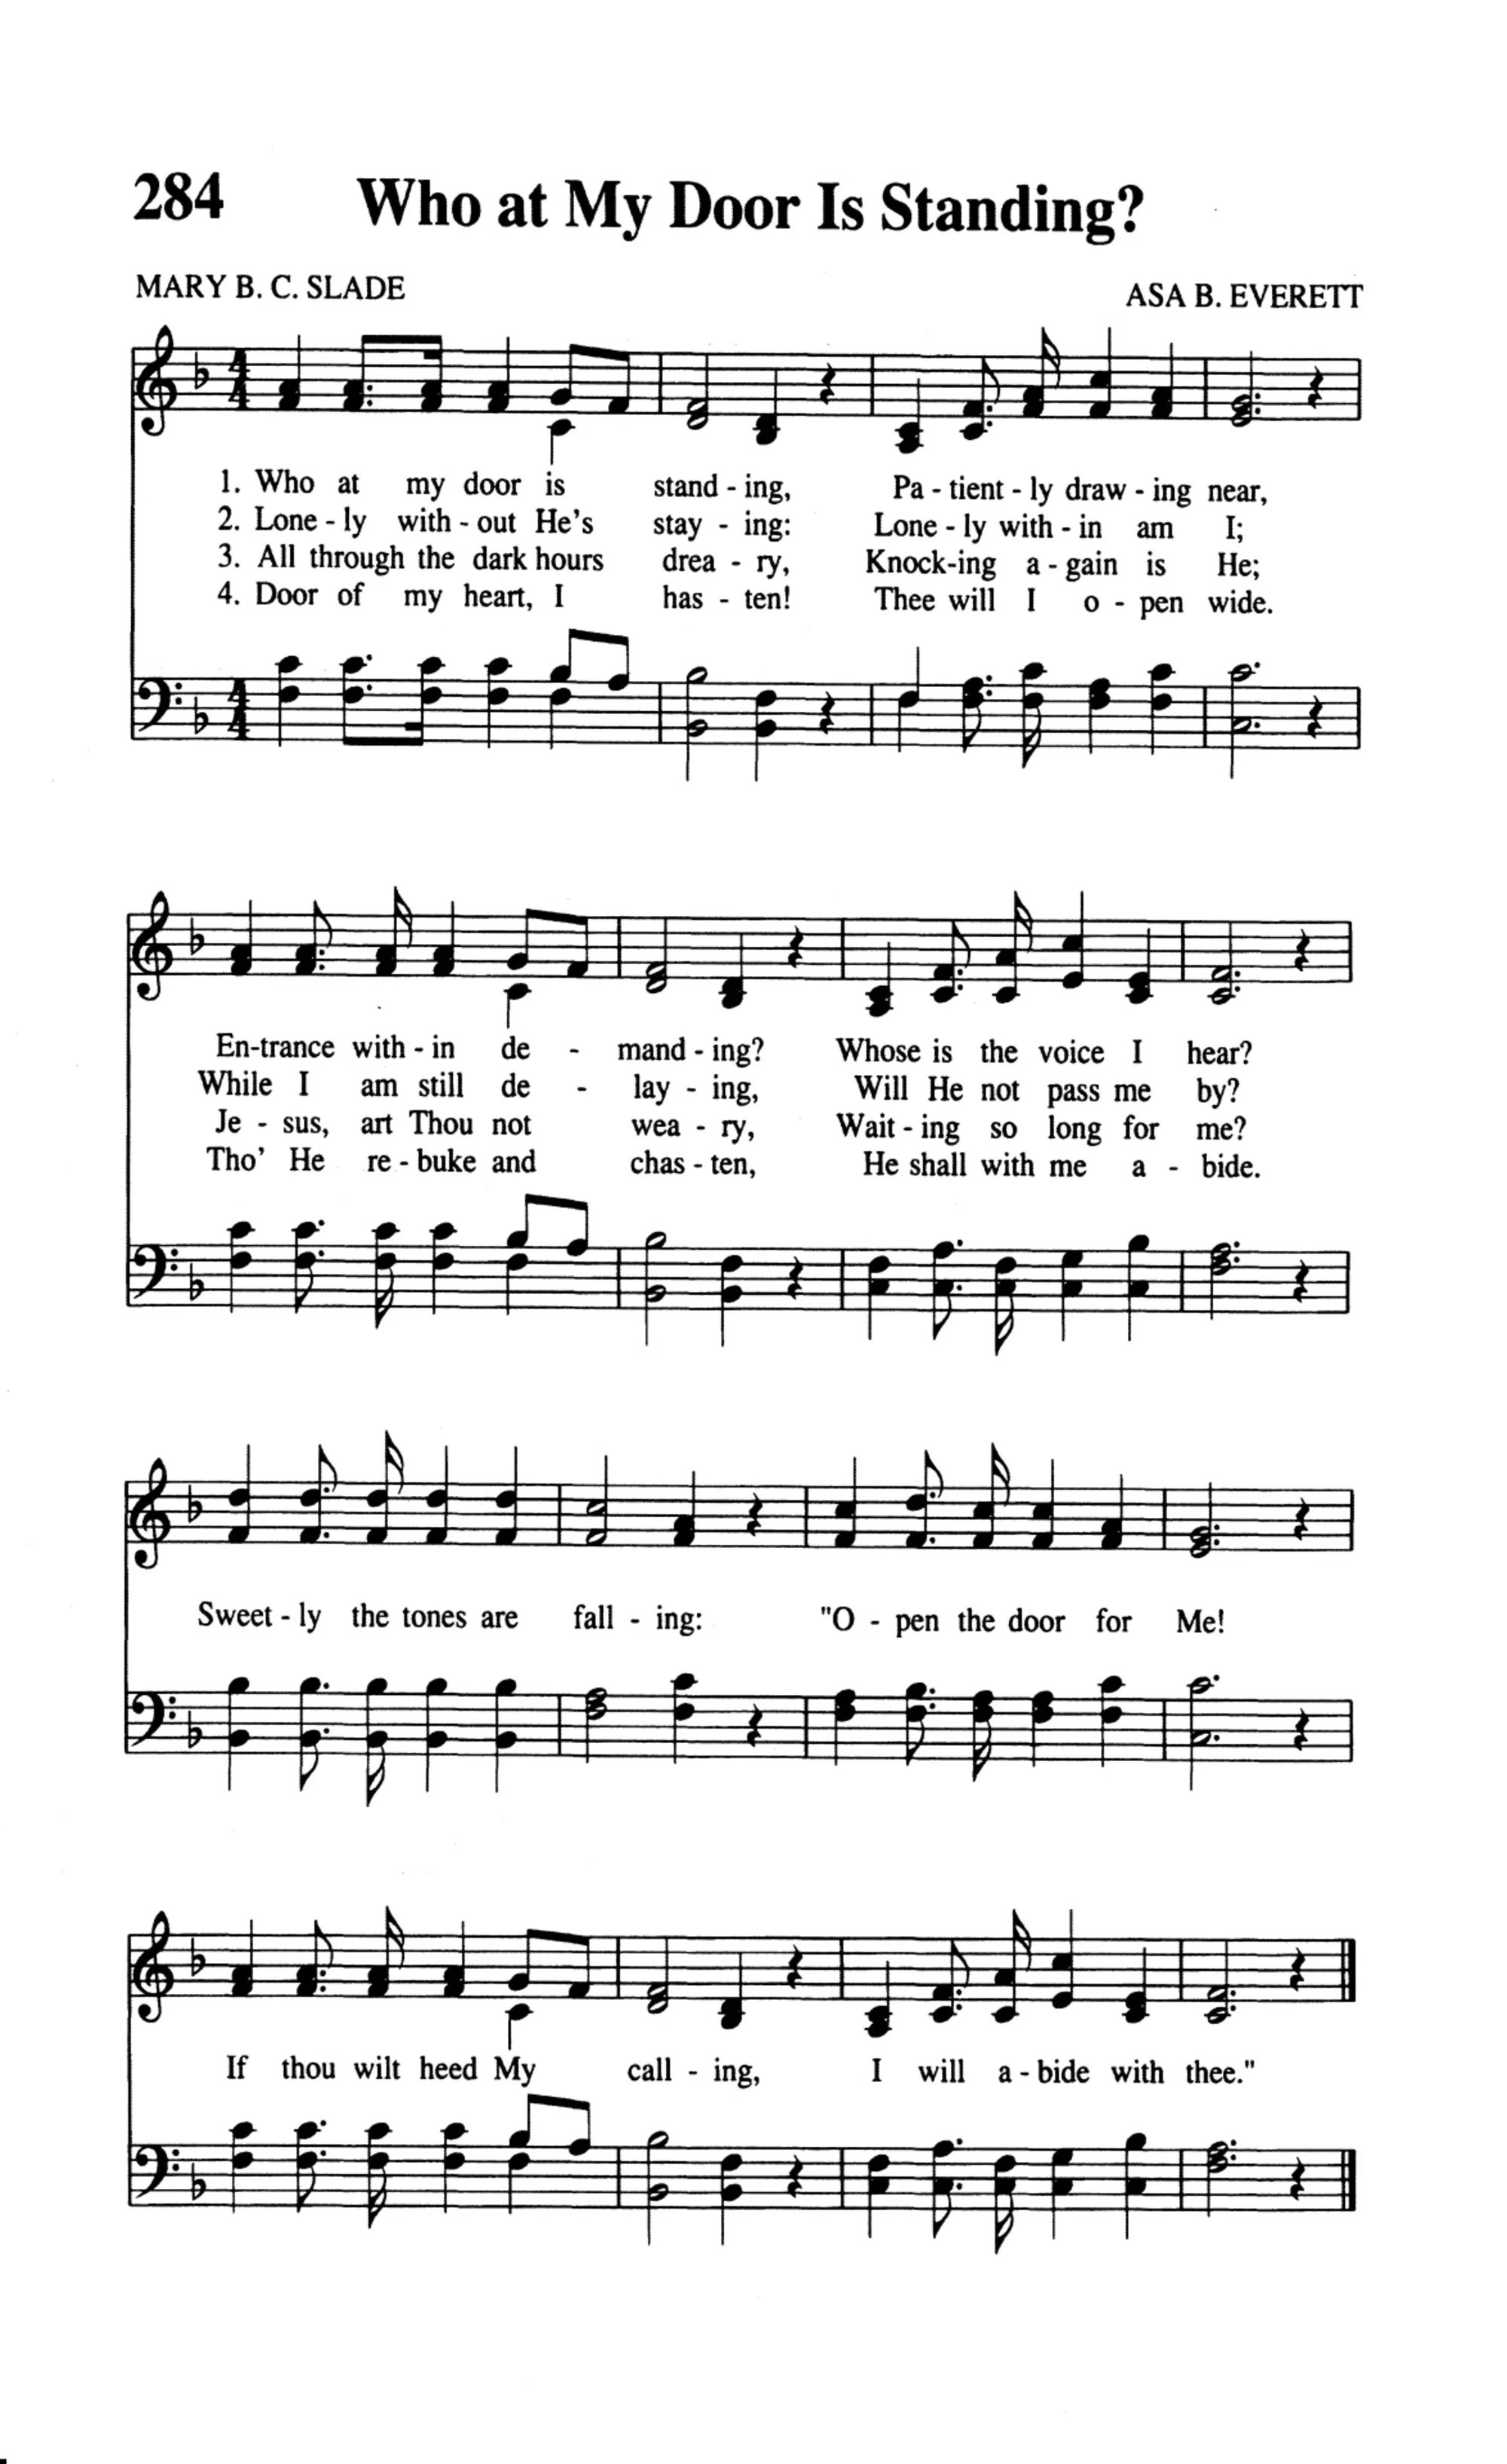 284 Who at My Door Is Standing?
MARY B. C. SLADE ASA B. EVERETT
1. Who at my door is stand - ing, Pa - tient - ly draw - ing near,
2. Lone - ly with - out He's stay - ing: Lone - ly with - in am I;
3. All through the dark hours drea - ry, Knock-ing a - gain is He;
4. Door of my heart, I has - ten! Thee will I o - pen wide.
En-trance with - in de - mand - ing? Whose is the voice I hear?
While I am still de - lay - ing, Will He not pass me by?
Je - sus, art Thou not wea - ry, Wait - ing so long for me?
Tho' He re - buke and chas - ten, He shall with me a - bide.
Sweet - ly the tones are fall - ing: "O - pen the door for Me!
If thou wilt heed My call - ing, I will a - bide with thee."